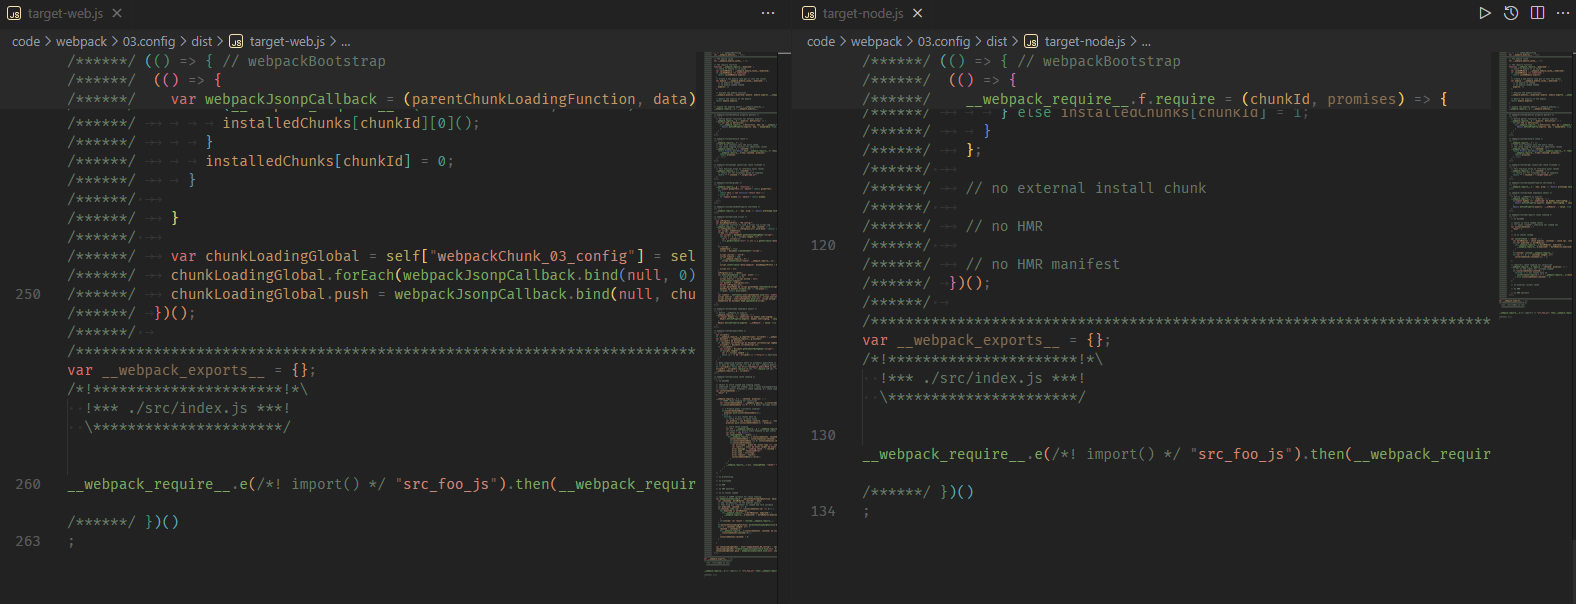 JS target-web.js ×
code > webpack > 03.config > dist > JS target-web.js > ...
/******/ (() => { // webpackBootstrap
/******/ (() => {
/******/ var webpackJsonpCallback = (parentChunkLoadingFunction, data)
/******/ installedChunks[chunkId][0]();
/******/ }
/******/ installedChunks[chunkId] = 0;
/******/ }
/******/
/******/ }
/******/
/******/ var chunkLoadingGlobal = self["webpackChunk_03_config"] = sel
/******/ chunkLoadingGlobal.forEach(webpackJsonpCallback.bind(null, 0)
250 /******/ chunkLoadingGlobal.push = webpackJsonpCallback.bind(null, chu
/******/ })();
/******/
/************************************************************************
var __webpack_exports__ = {};
/*!**********************!*\
!*** ./src/index.js ***!
\**********************/
260 __webpack_require__.e(/*! import() */ "src_foo_js").then(__webpack_requir
/******/ })()
263 ;
JS target-node.js ×
code > webpack > 03.config > dist > JS target-node.js > ...
/******/ (() => { // webpackBootstrap
/******/ (() => {
/******/ __webpack_require__.f.require = (chunkId, promises) => {
/******/ } else installedChunks[chunkId] = 1;
/******/ }
/******/ };
/******/
/******/ // no external install chunk
/******/
/******/ // no HMR
120 /******/
/******/ // no HMR manifest
/******/ })();
/******/
/************************************************************************
var __webpack_exports__ = {};
/*!**********************!*\
!*** ./src/index.js ***!
\**********************/
130
__webpack_require__.e(/*! import() */ "src_foo_js").then(__webpack_requir
/******/ })()
134 ;